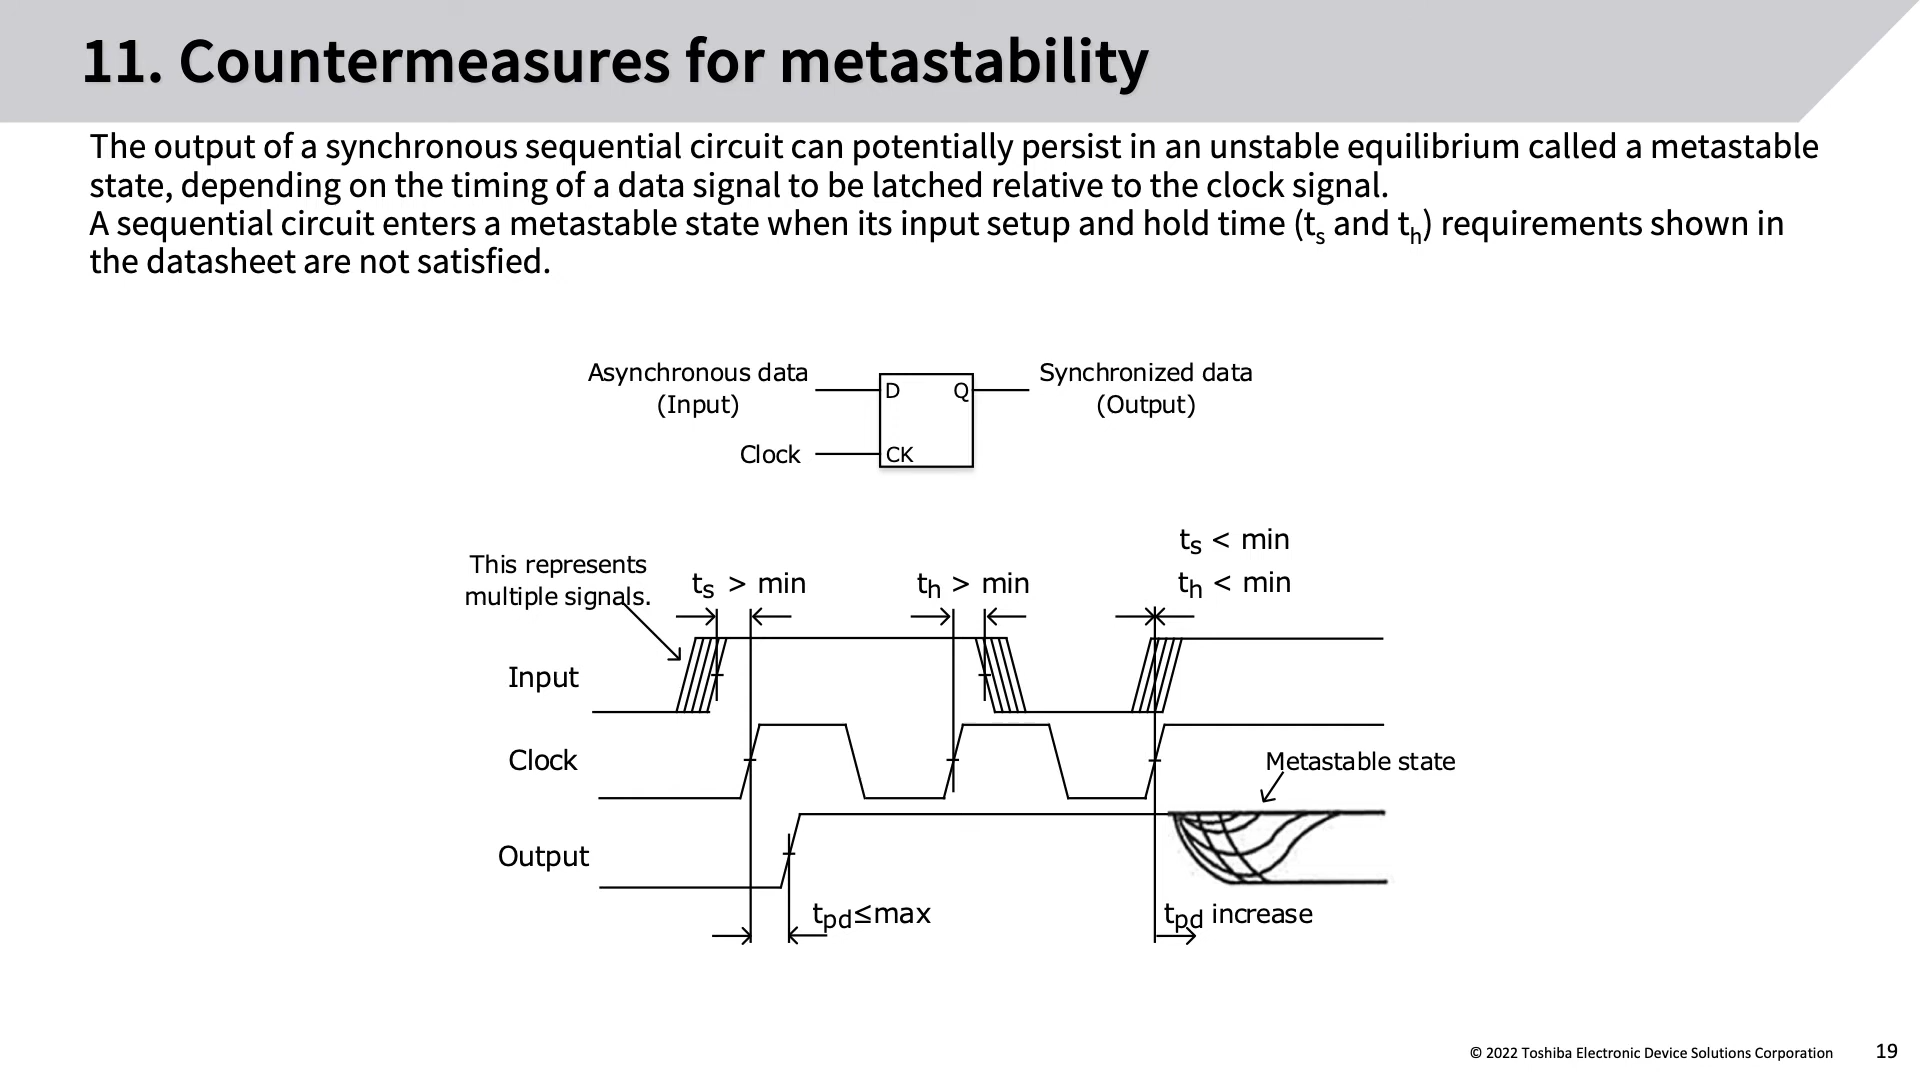 11. Countermeasures for metastability
The output of a synchronous sequential circuit can potentially persist in an unstable equilibrium called a metastable
state, depending on the timing of a data signal to be latched relative to the clock signal.
A sequential circuit enters a metastable state when its input setup and hold time (ts and th) requirements shown in
the datasheet are not satisfied.
Asynchronous data
(Input)
D
Q
Synchronized data
(Output)
Clock
CK
This represents
multiple signals.
ts > min
th > min
ts < min
th < min
Input
Clock
Metastable state
Output
tpd≤max
tpd increase
© 2022 Toshiba Electronic Device Solutions Corporation
19